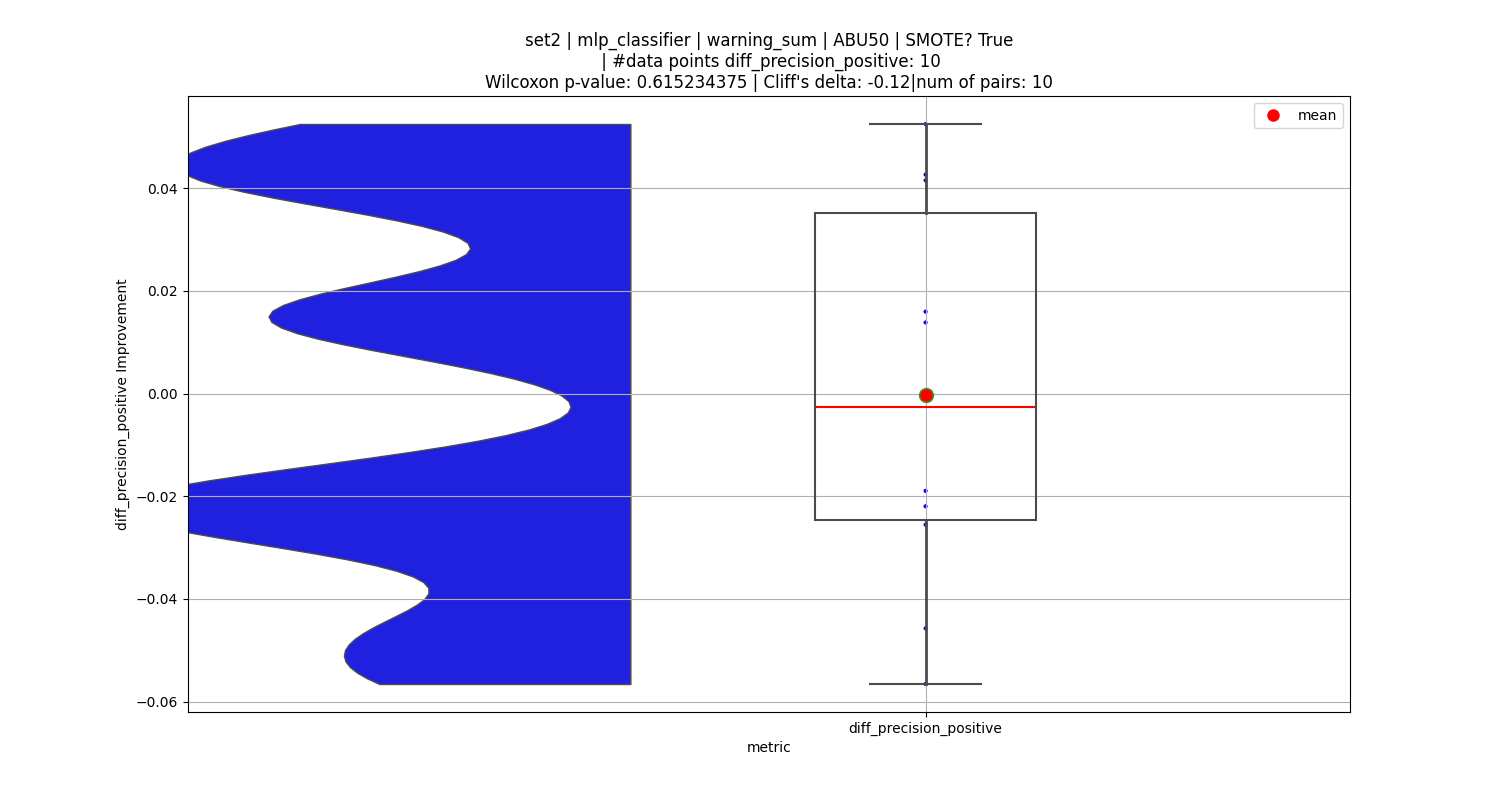 set2 | mlp_classifier | warning_sum | ABU50 | SMOTE? True
| #data points diff_precision_positive: 10
Wilcoxon p-value: 0.615234375 | Cliff's delta: -0.12|num of pairs: 10
mean
0.04
0.02
0.00
−0.02
−0.04
−0.06
diff_precision_positive Improvement
diff_precision_positive
metric